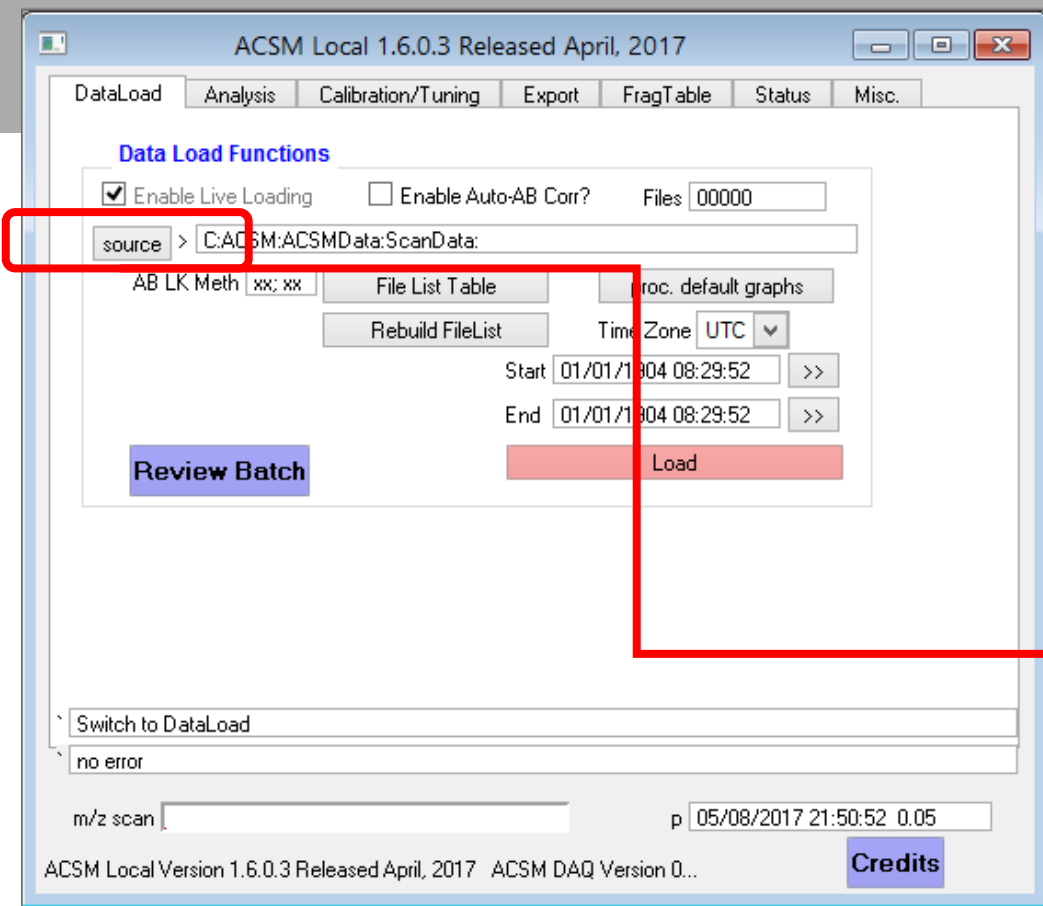 ACSM Local 1.6.0.3 Released April, 2017
DataLoad Analysis Calibration/Tuning Export FragTable Status Misc.
Data Load Functions
Enable Live Loading Enable Auto-AB Corr? Files 00000
source > C:ACSM:ACSMData:ScanData:
AB LK Meth xx; xx File List Table proc. default graphs
Rebuild FileList Time Zone UTC
Start 01/01/1904 08:29:52 >>
End 01/01/1904 08:29:52 >>
Review Batch Load
Switch to DataLoad
no error
m/z scan p 05/08/2017 21:50:52 0.05
ACSM Local Version 1.6.0.3 Released April, 2017 ACSM DAQ Version 0... Credits